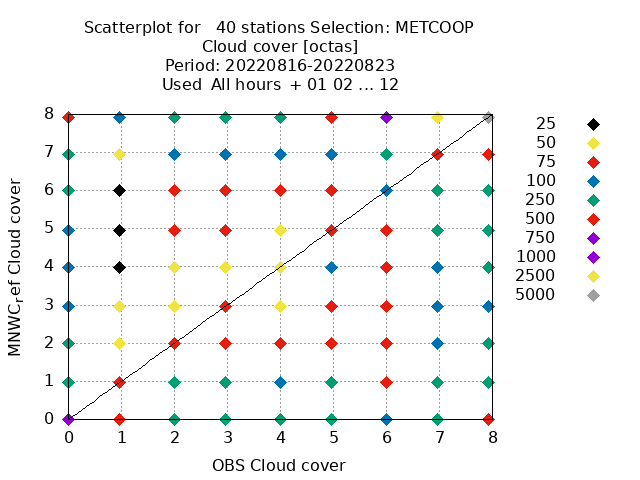 Scatterplot for   40 stations Selection: METCOOP
Cloud cover [octas]
Period: 20220816-20220823
Used  All hours  + 01 02 ... 12
8
7
6
5
4
3
2
1
0
MNWC_ref Cloud cover
0 1 2 3 4 5 6 7 8
OBS Cloud cover
25
50
75
100
250
500
750
1000
2500
5000